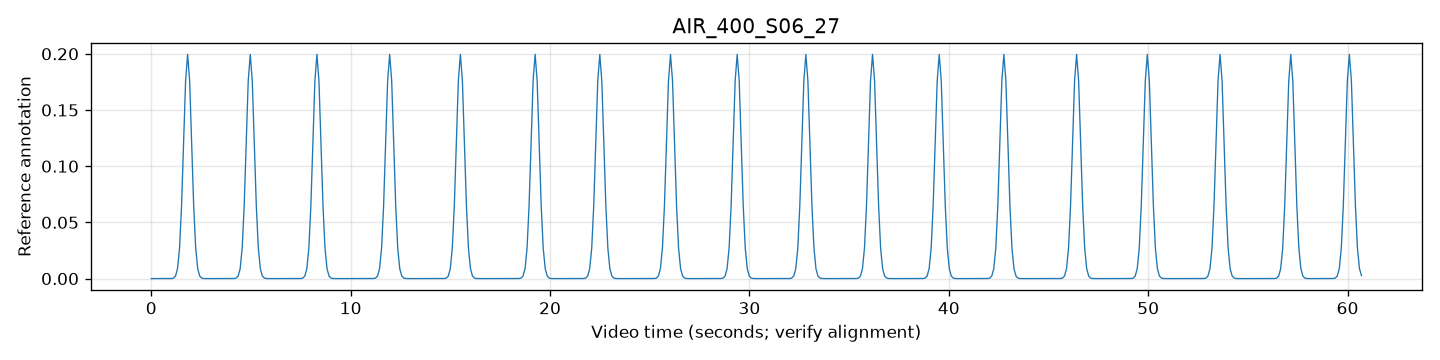 AIR_400_S06_27
Reference annotation
0.20
0.15
0.10
0.05
0.00
0 10 20 30 40 50 60
Video time (seconds; verify alignment)